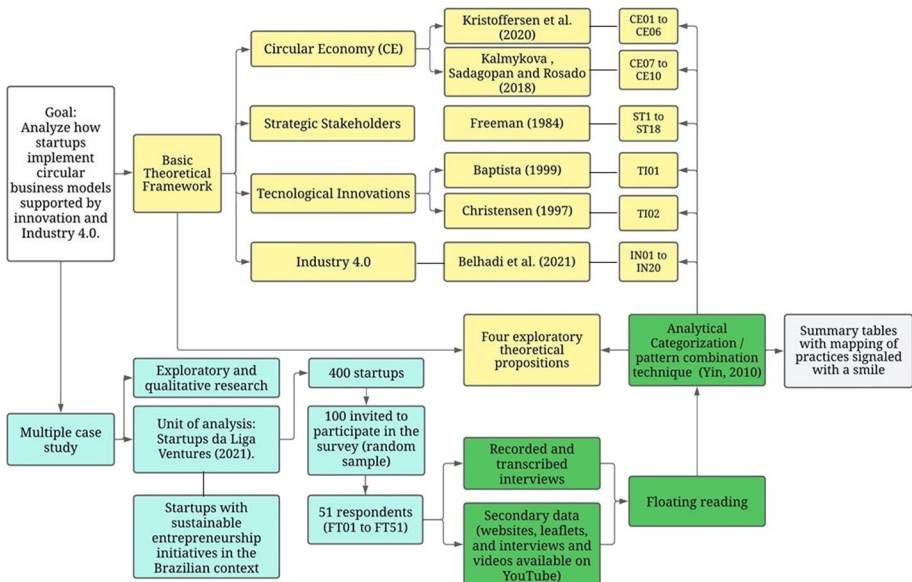 Goal:
Analyze how
startups
implement
circular
business models
supported by
innovation and
Industry 4.0.
Basic
Theoretical
Framework
Circular Economy (CE)
Kristoffersen et al.
(2020)
CE01 to
CE06
Kalmykova ,
Sadagopan and Rosado
(2018)
CE07 to
CE10
Strategic Stakeholders
Freeman (1984)
ST1 to
ST18
Tecnological Innovations
Baptista (1999)
TI01
Christensen (1997)
TI02
Industry 4.0
Belhadi et al. (2021)
IN01 to
IN20
Four exploratory
theoretical
propositions
Analytical
Categorization /
pattern combination
technique (Yin, 2010)
Summary tables
with mapping of
practices signaled
with a smile
Multiple case
study
Exploratory and
qualitative research
Unit of analysis:
Startups da Liga
Ventures (2021).
Startups with
sustainable
entrepreneurship
initiatives in the
Brazilian context
400 startups
100 invited to
participate in the
survey (random
sample)
51 respondents
(FT01 to FT51)
Recorded and
transcribed
interviews
Secondary data
(websites, leaflets,
and interviews and
videos available on
YouTube)
Floating reading